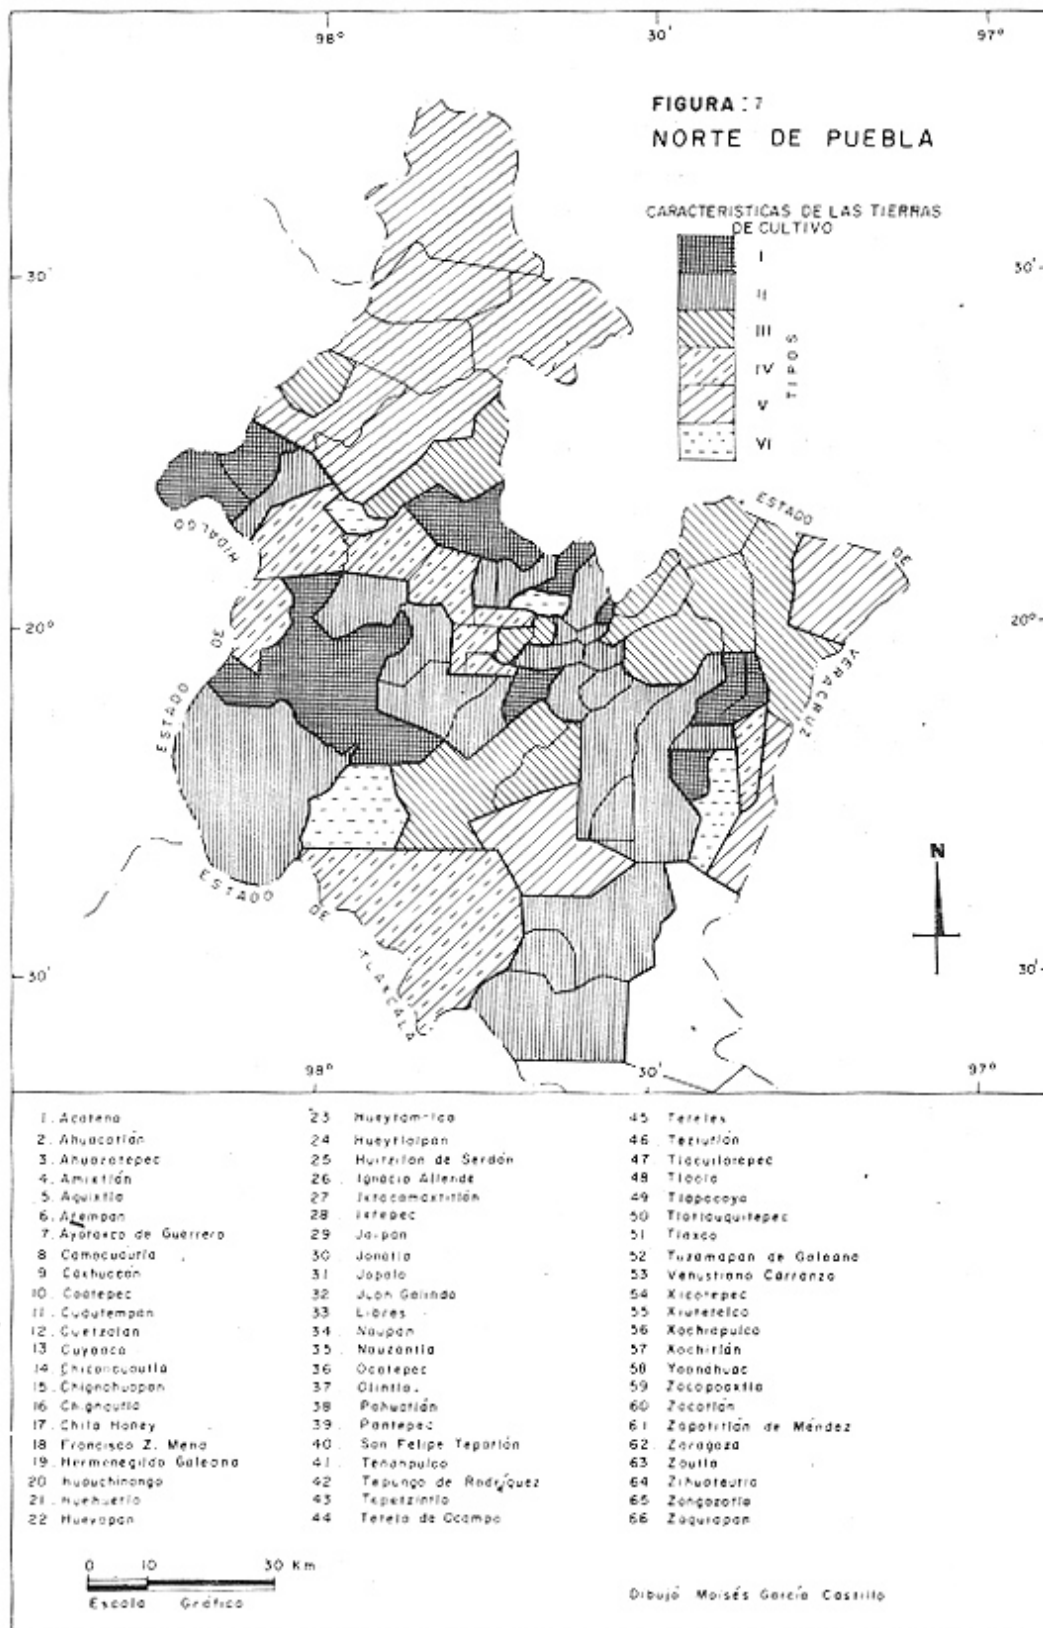 98°
30'
97°
FIGURA: 7
NORTE DE PUEBLA
CARACTERISTICAS DE LAS TIERRAS
DE CULTIVO
I
II
III
IV
V
VI
TIPOS
30'
30'
20°
20°
30'
30'
ESTADO DE VERACRUZ
ESTADO DE HIDALGO
ESTADO DE TLAXCALA
N
98°
30'
97°
1. Acateno
2. Ahuacatlán
3. Ahuazotepec
4. Amixtlán
5. Aquixtla
6. Atempan
7. Ayotoxco de Guerrero
8 Camocuautla
9 Caxhuacán
10. Coatepec
11. Cuautempan
12. Cuetzalan
13 Cuyoaco
14. Chiconcuautla
15. Chignahuapan
16. Chignautla
17. Chila Honey
18 Francisco Z. Mena
19. Hermenegildo Galeana
20 Huauchinango
21. Huehuetla
22 Hueyapan
23 Hueytamalco
24 Hueytlalpan
25 Huitzilan de Serdán
26. Ignacio Allende
27 Ixtacamaxtitlán
28. Ixtepec
29 Jalpan
30. Jonotla
31. Jopala
32 Juan Galindo
33 Libres
34 Naupan
35. Nauzontla
36 Ocotepec
37 Olintla.
38 Pahuatlán
39. Pantepec
40. San Felipe Tepatlán
41. Tenampulco
42 Tepango de Rodríguez
43 Tepetzintla
44 Tetela de Ocampo
45 Teteles
46. Teziutlán
47 Tlacuilotepec
48 Tlaola
49 Tlapacoya
50 Tlatlauquitepec
51 Tlaxco
52 Tuzamapan de Galeana
53 Venustiano Carranza
54 Xicotepec
55 Xiutetelco
56 Xochiapulco
57 Xochitlán
58 Yaonahuac
59 Zacapoaxtla
60 Zacatlán
61 Zapotitlán de Méndez
62. Zaragoza
63 Zautla
64 Zihuateutla
65 Zongozotla
66 Zoquiapan
0 10 30 Km
Escala Gráfica
Dibujó Moisés García Castillo